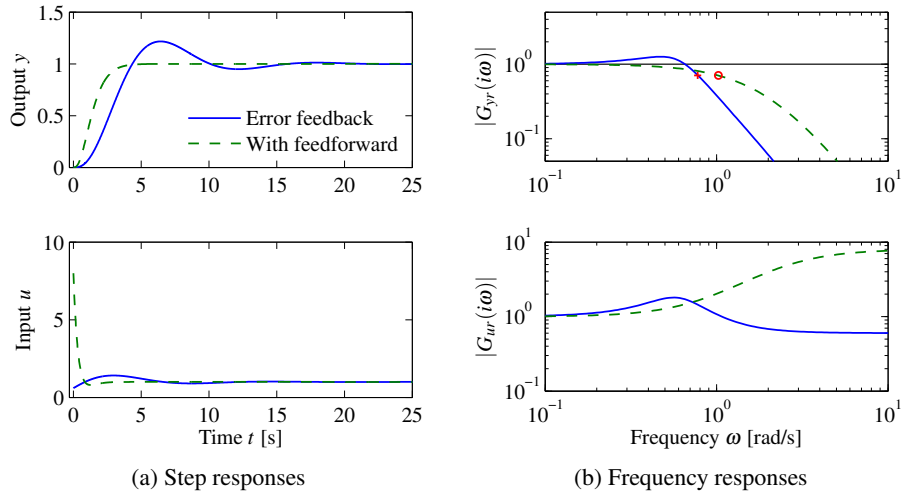 Output y
1.5
1
0.5
0
0 5 10 15 20 25
Error feedback
With feedforward
Input u
10
5
0
0 5 10 15 20 25
Time t [s]
(a) Step responses
|G_yr(iω)|
10^0
10^-1
10^-1 10^0 10^1
|G_ur(iω)|
10^1
10^0
10^-1
10^-1 10^0 10^1
Frequency ω [rad/s]
(b) Frequency responses